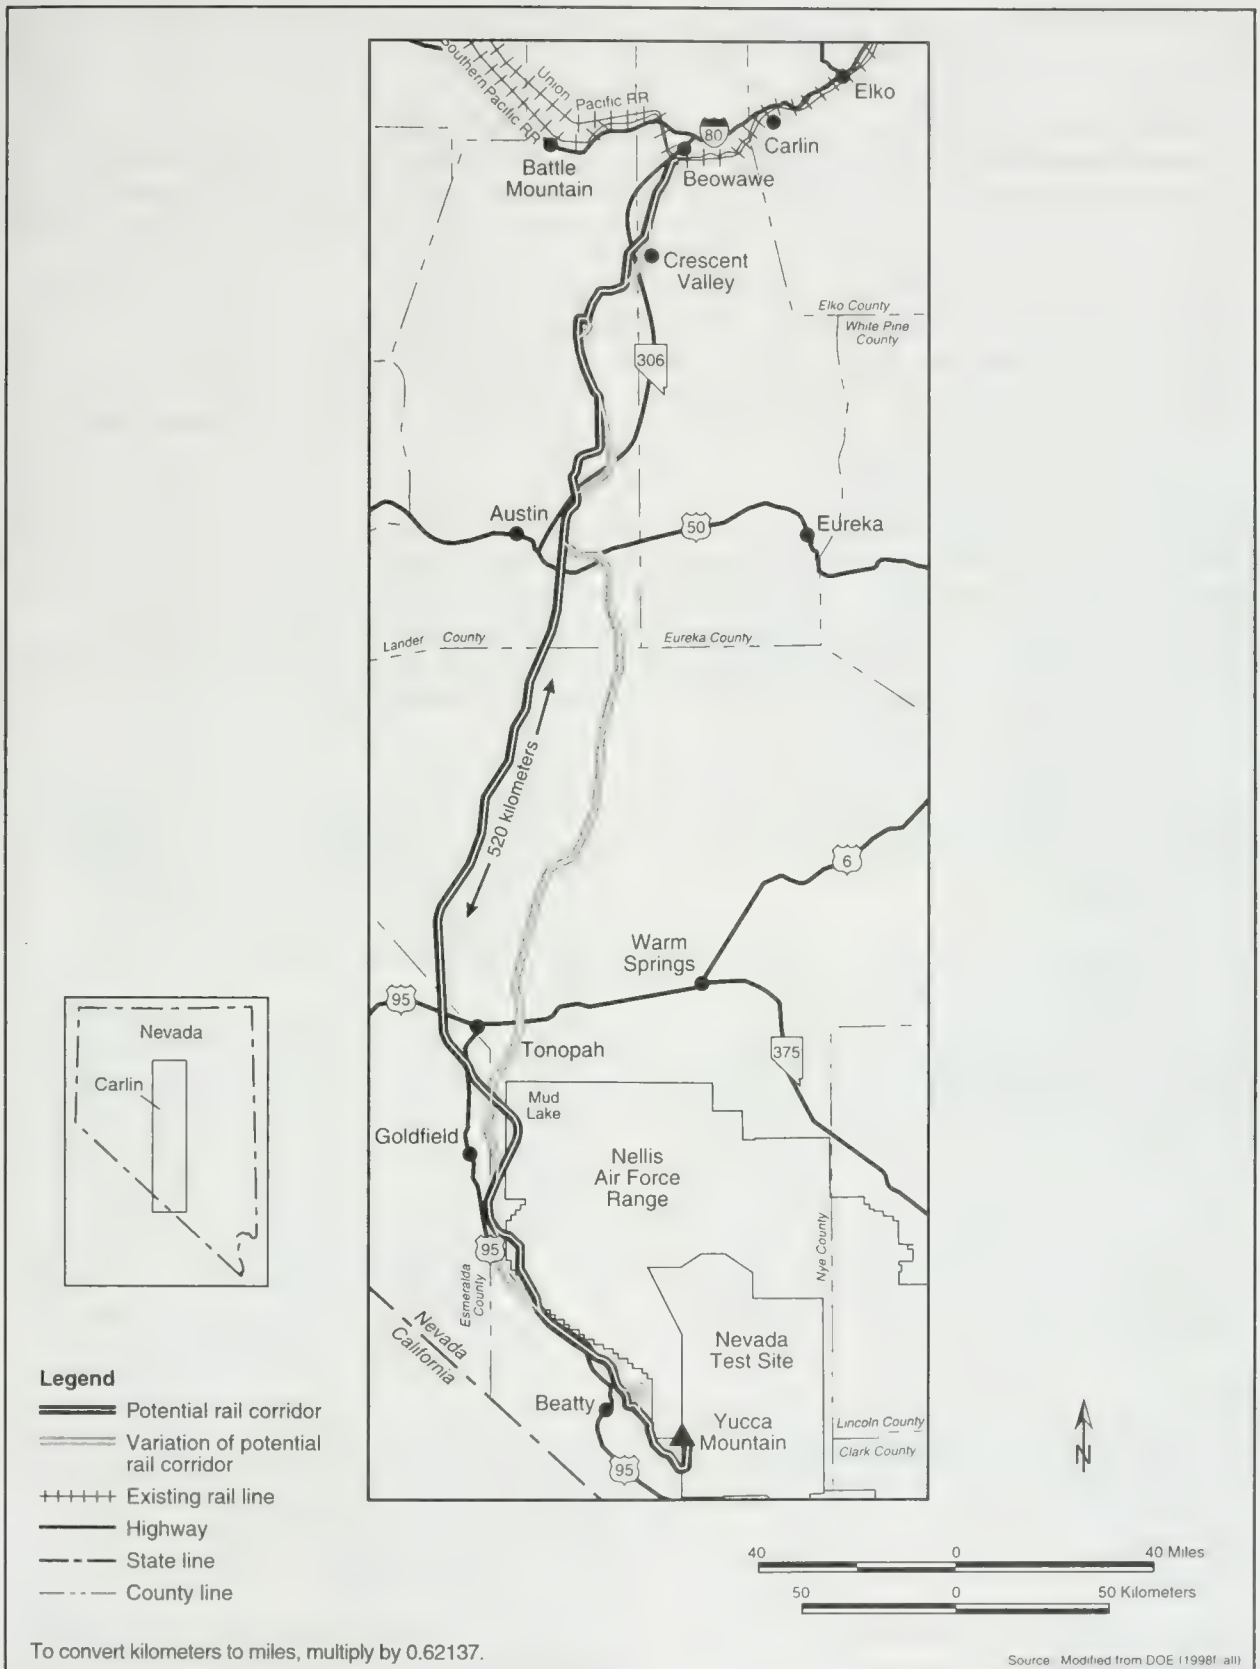 Southern Pacific RR
Union
Pacific RR
Elko
80
Carlin
Battle
Mountain
Beowawe
Crescent
Valley
Elko County
White Pine
County
306
Austin
50
Eureka
Lander County
Eureka County
520 kilometers
6
Warm
Springs
95
Tonopah
375
Mud
Lake
Goldfield
Nellis
Air Force
Range
Nye County
95
Esmeralda
County
Nevada
California
Nevada
Test Site
Beatty
Yucca
Mountain
Lincoln County
Clark County
95
Nevada
Carlin
Legend
Potential rail corridor
Variation of potential
rail corridor
Existing rail line
Highway
State line
County line
N
40 0 40 Miles
50 0 50 Kilometers
To convert kilometers to miles, multiply by 0.62137.
Source: Modified from DOE (1998f, all)